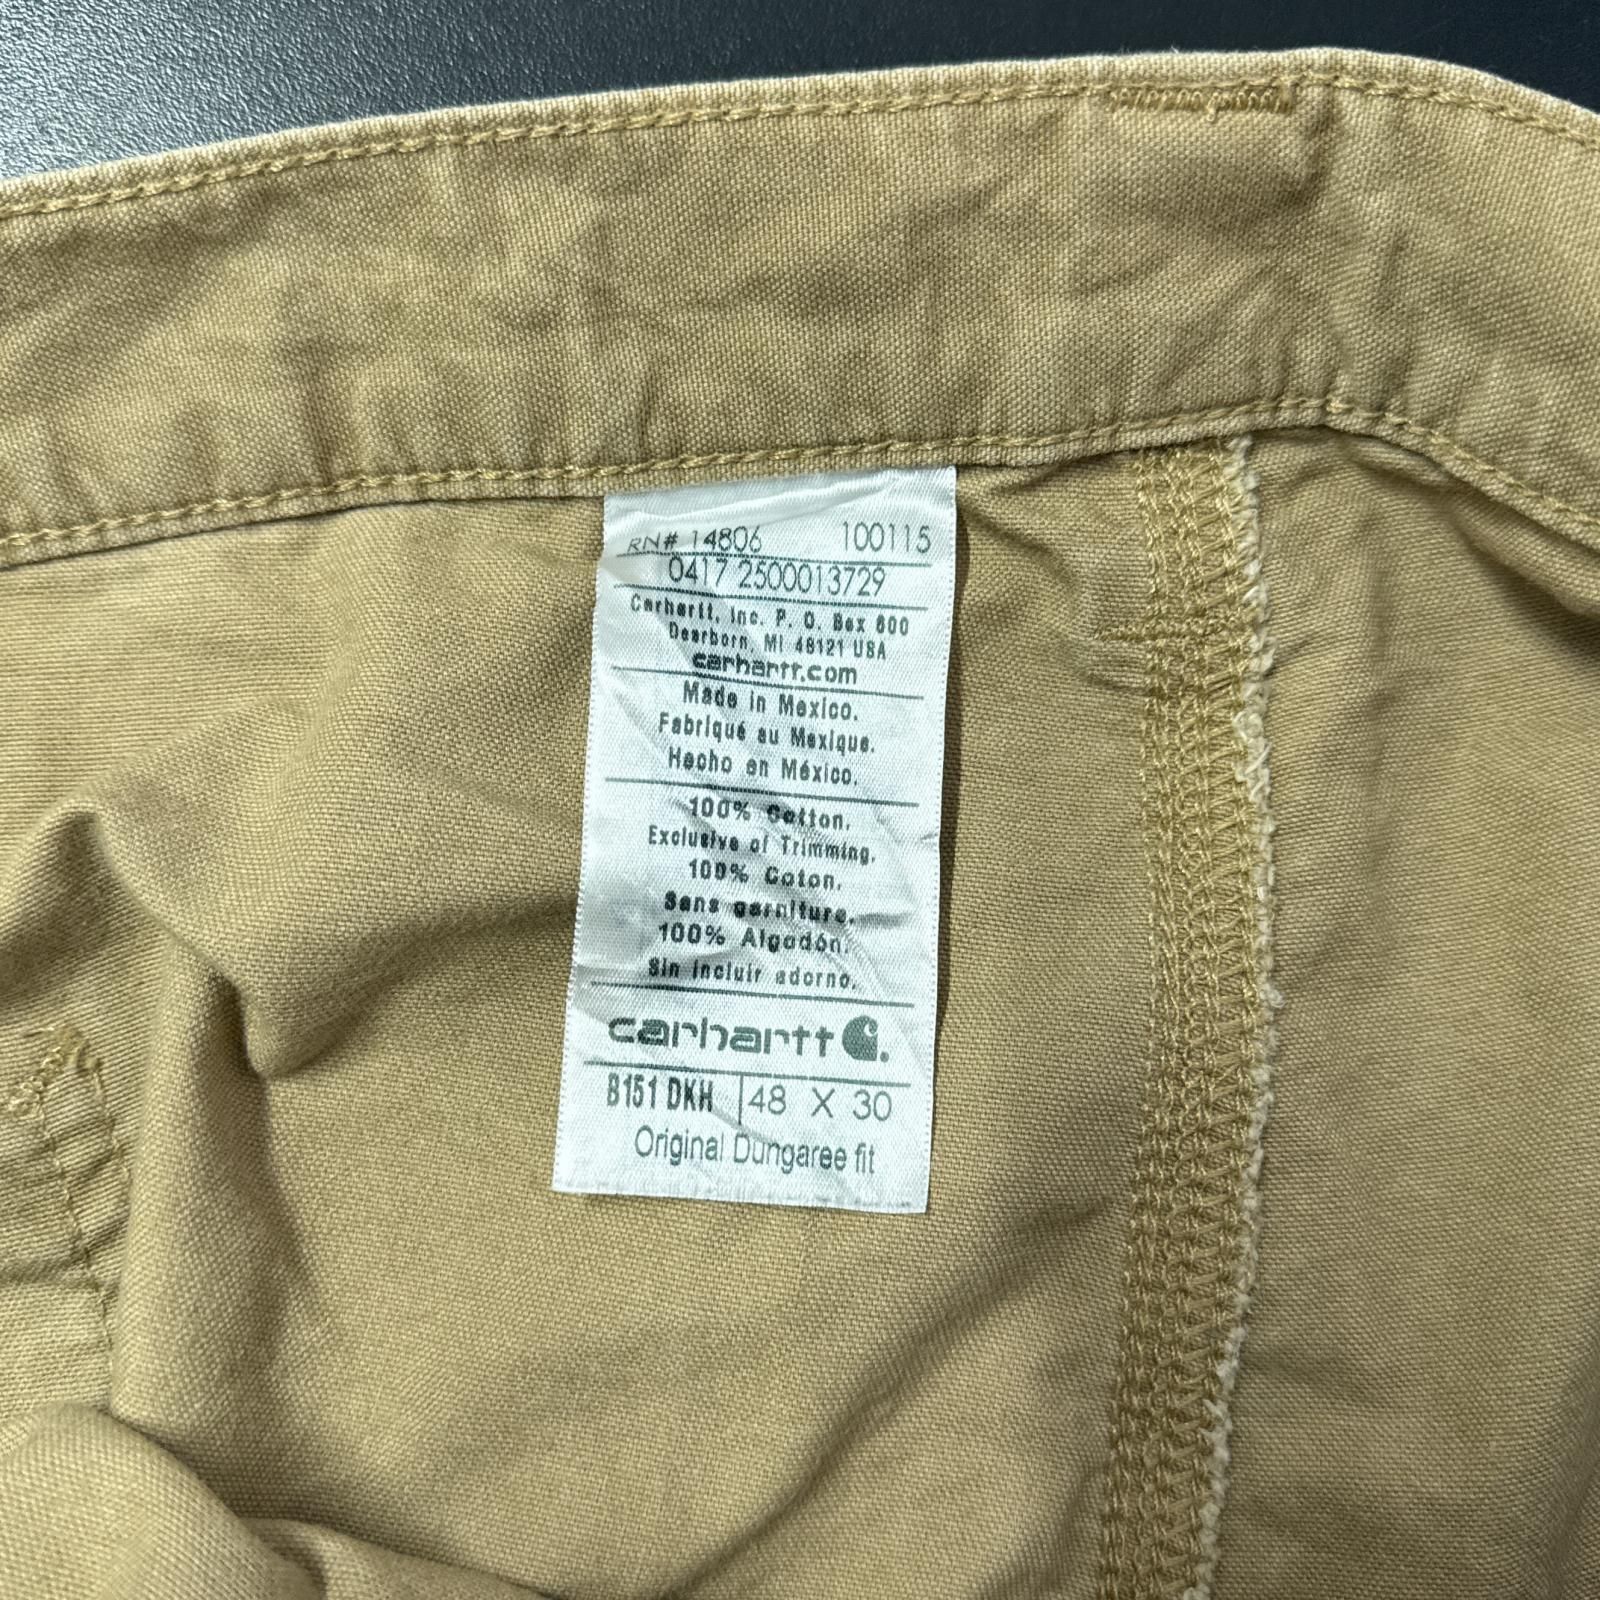 RN# 14806 100115
0417 2500013729
Carhartt, Inc. P. O. Box 600
Dearborn, MI 48121 USA
carhartt.com
Made in Mexico.
Fabriqué au Mexique.
Hecho en México.
100% Cotton.
Exclusive of Trimming.
100% Coton.
Sans garniture.
100% Algodón.
Sin incluir adorno.
carhartt
B151 DKH 48 X 30
Original Dungaree fit